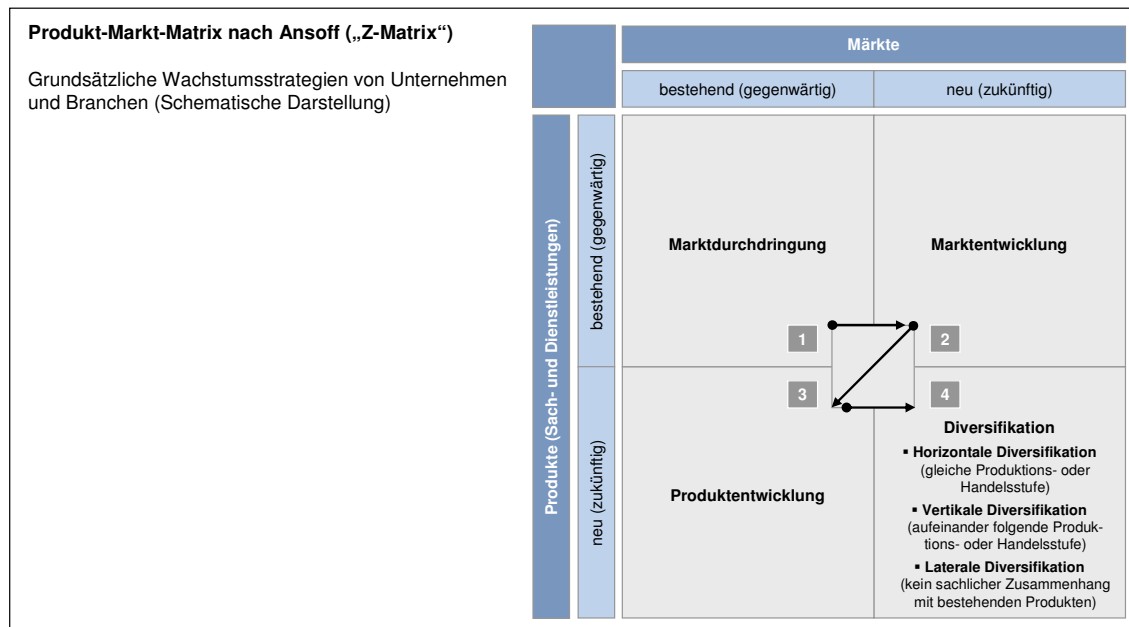 Produkt-Markt-Matrix nach Ansoff („Z-Matrix“)
Grundsätzliche Wachstumsstrategien von Unternehmen
und Branchen (Schematische Darstellung)
Märkte
bestehend (gegenwärtig)
neu (zukünftig)
Produkte (Sach- und Dienstleistungen)
bestehend (gegenwärtig)
Marktdurchdringung
Marktentwicklung
1
2
3
4
neu (zukünftig)
Produktentwicklung
Diversifikation
▪ Horizontale Diversifikation
(gleiche Produktions- oder
Handelsstufe)
▪ Vertikale Diversifikation
(aufeinander folgende Produk-
tions- oder Handelsstufe)
▪ Laterale Diversifikation
(kein sachlicher Zusammenhang
mit bestehenden Produkten)